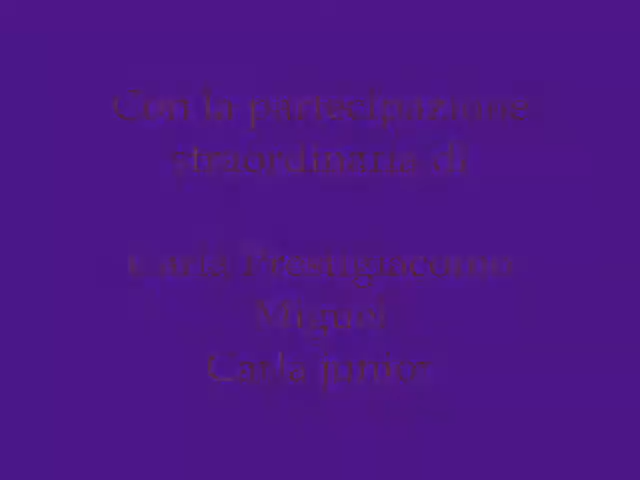 Con la partecipazione
straordinaria di
Carla Prestigiacomo
Miguel
Carla junior